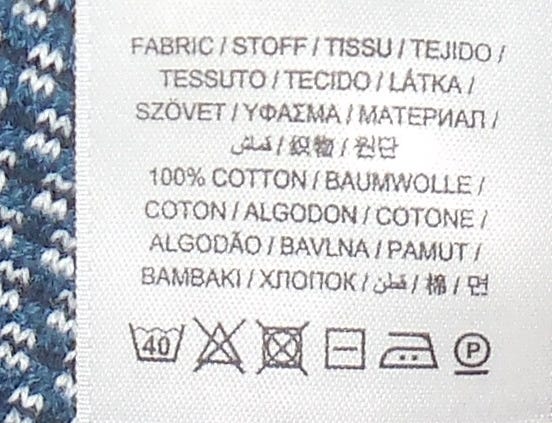 FABRIC / STOFF / TISSU / TEJIDO /
TESSUTO / TECIDO / LÁTKA /
SZÖVET / ΥΦΑΣΜΑ / МАТЕРИАЛ /
قماش / 織物 / 원단
100% COTTON / BAUMWOLLE /
COTON / ALGODON / COTONE /
ALGODÃO / BAVLNA / PAMUT /
BAMBAKI / ХЛОПОК / قطن / 棉 / 면
40 P